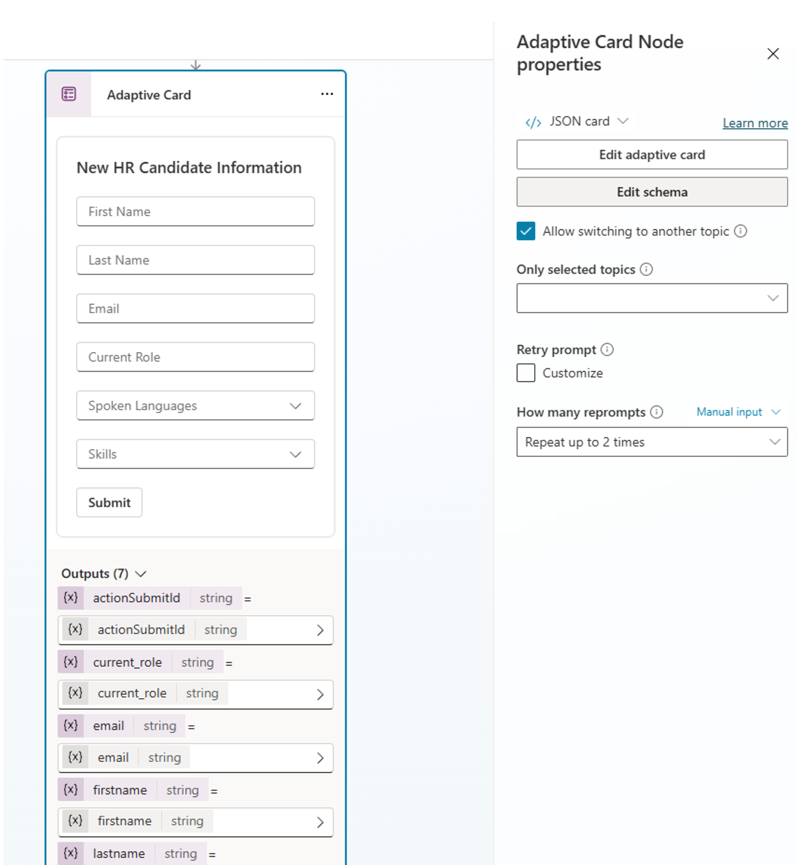 Adaptive Card
...
New HR Candidate Information
First Name
Last Name
Email
Current Role
Spoken Languages
Skills
Submit
Outputs (7)
{x} actionSubmitId string =
{x} actionSubmitId string
{x} current_role string =
{x} current_role string
{x} email string =
{x} email string
{x} firstname string =
{x} firstname string
{x} lastname string =
Adaptive Card Node
properties
</> JSON card
Learn more
Edit adaptive card
Edit schema
Allow switching to another topic
Only selected topics
Retry prompt
Customize
How many reprompts
Manual input
Repeat up to 2 times